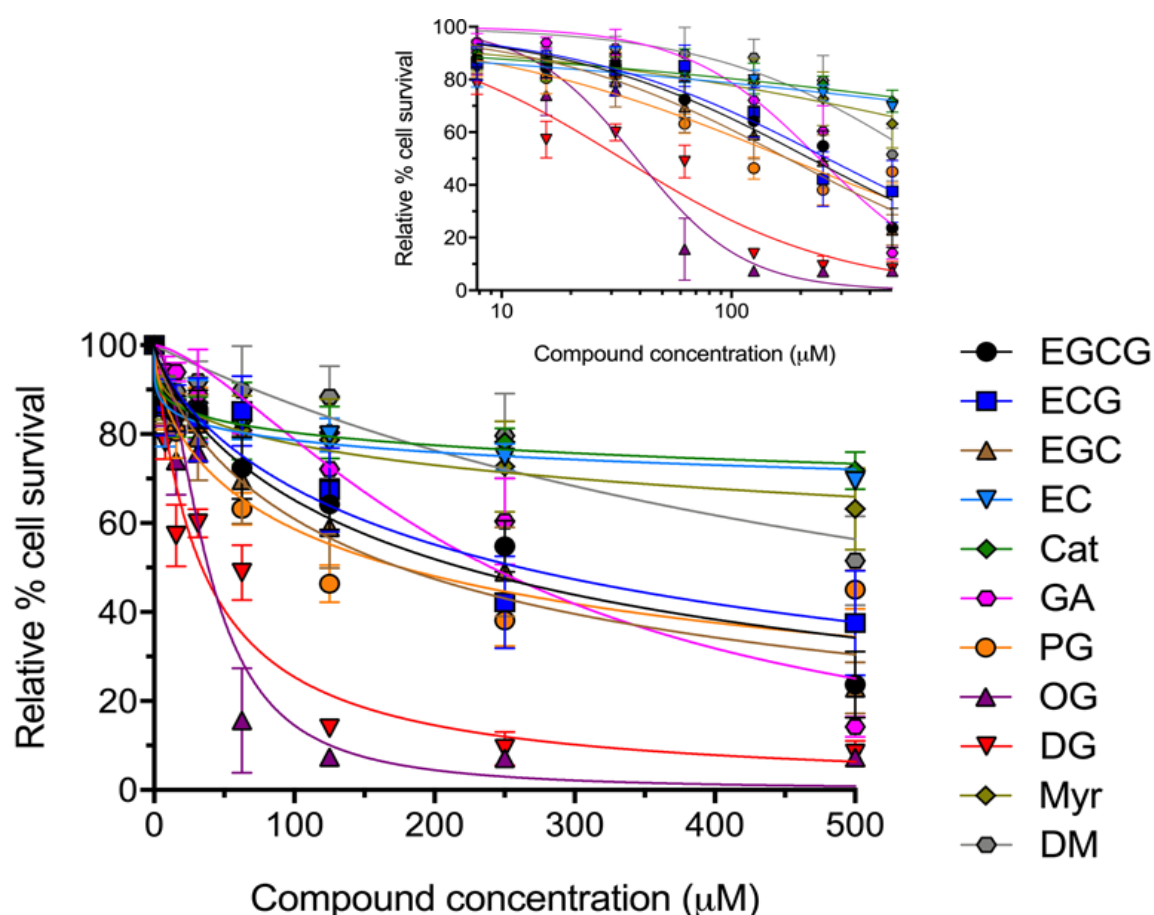 100
80
60
40
20
0
Relative % cell survival
10
100
Compound concentration (μM)
100
80
60
40
20
0
Relative % cell survival
0
100
200
300
400
500
Compound concentration (μM)
EGCG
ECG
EGC
EC
Cat
GA
PG
OG
DG
Myr
DM